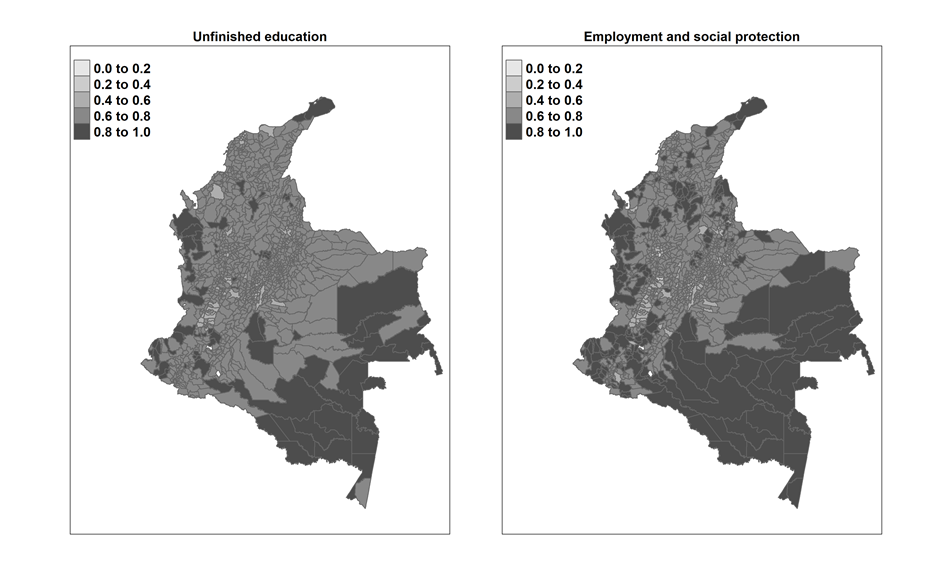 Unfinished education
0.0 to 0.2
0.2 to 0.4
0.4 to 0.6
0.6 to 0.8
0.8 to 1.0
Employment and social protection
0.0 to 0.2
0.2 to 0.4
0.4 to 0.6
0.6 to 0.8
0.8 to 1.0